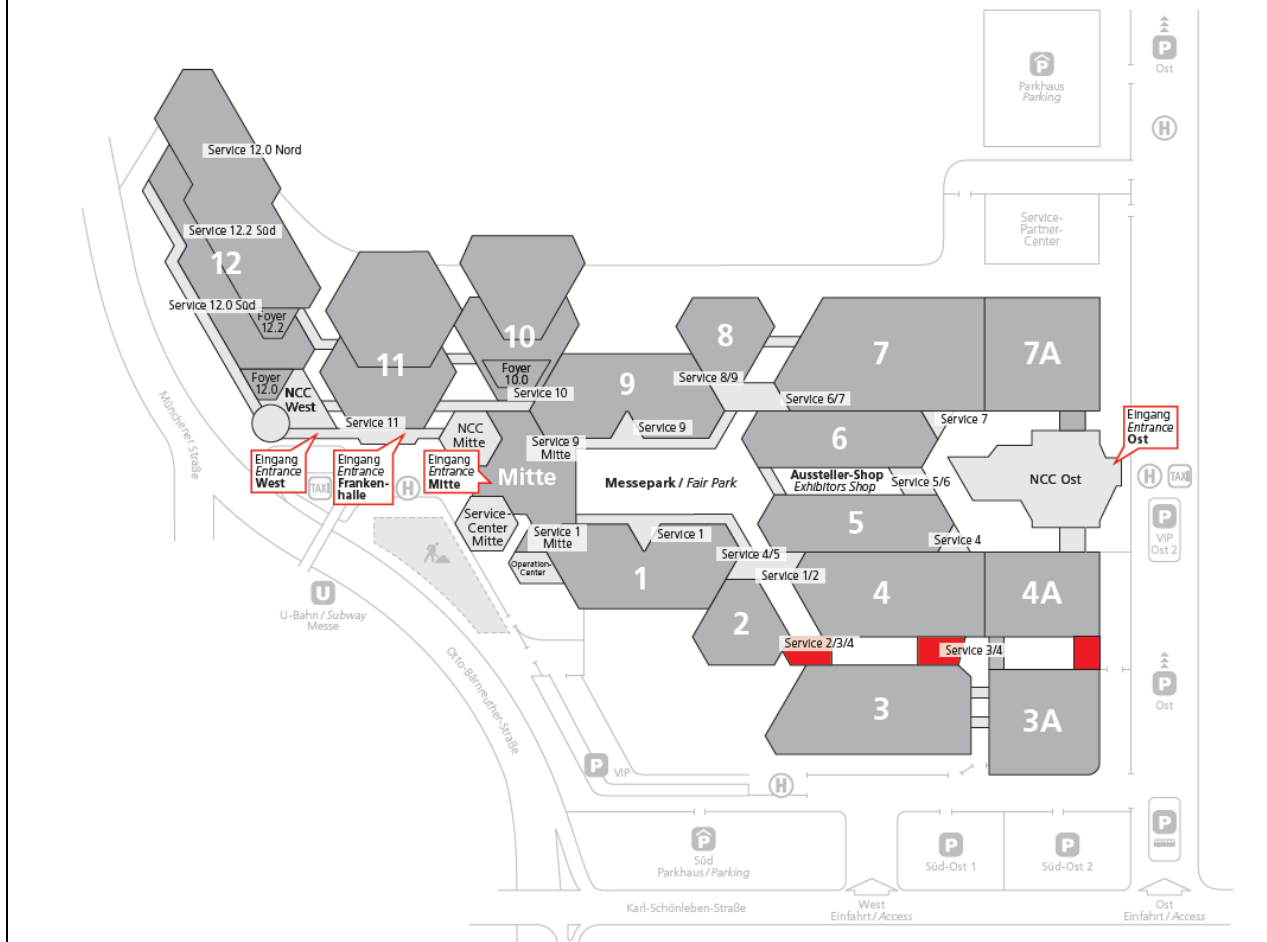 P
Ost
P
Parkhaus
Parking
H
Service 12.0 Nord
Service-
Partner-
Center
Service 12.2 Süd
12
Service 12.0 Süd
Foyer
12.2
10
8
7
7A
11
Foyer
10.0
Foyer
12.0
NCC
West
Service 8/9
9
Service 10
Service 6/7
Service 11
NCC
Mitte
Service 9
Service 9
Mitte
Service 7
6
Eingang
Entrance
Ost
Münchener Straße
Eingang
Entrance
West
Eingang
Entrance
Franken-
halle
Eingang
Entrance
Mitte
Mitte
Messepark / Fair Park
Aussteller-Shop
Exhibitors Shop
Service 5/6
NCC Ost
H
TAXI
TAXI
H
Service-
Center
Mitte
5
P
VIP
Ost 2
Service 1
Mitte
Service 1
Service 4
Service 4/5
Operation-
Center
1
Service 1/2
4
4A
U
U-Bahn / Subway
Messe
2
Service 2/3/4
Service 3/4
Otto-Bärnreuther-Straße
P
Ost
3
3A
P
VIP
H
P
Süd
Parkhaus / Parking
P
Süd-Ost 1
P
Süd-Ost 2
P
Karl-Schönleben-Straße
West
Einfahrt / Access
Ost
Einfahrt / Access